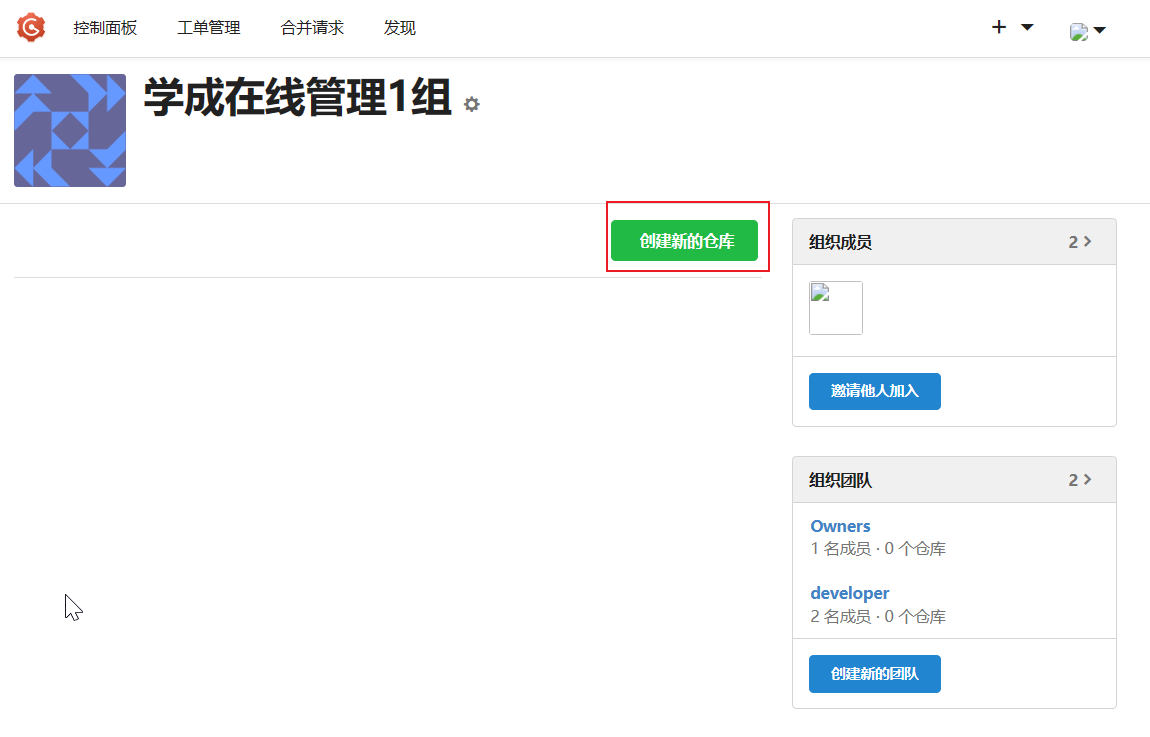 控制面板 工单管理 合并请求 发现
学成在线管理1组
创建新的仓库
组织成员 2
邀请他人加入
组织团队 2
Owners
1 名成员 · 0 个仓库
developer
2 名成员 · 0 个仓库
创建新的团队